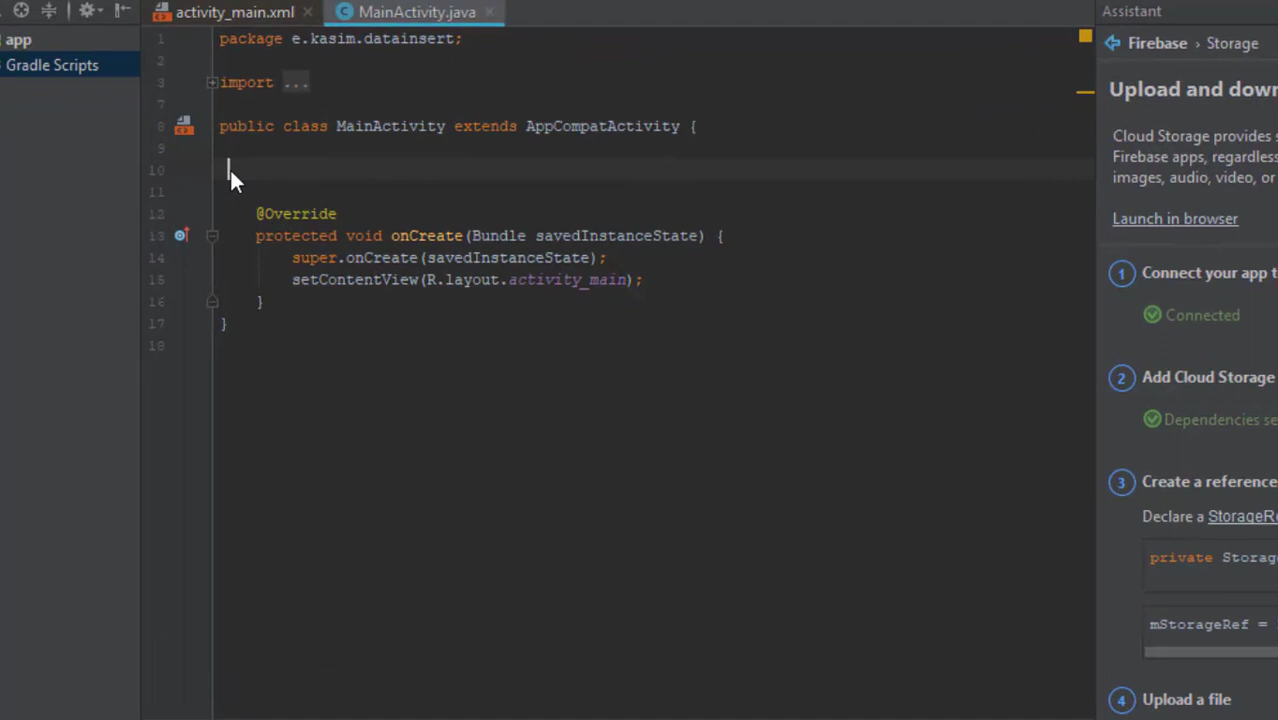 activity_main.xml
MainActivity.java
app
Gradle Scripts
1 package e.kasim.datainsert;
2
3 import ...
7
8 public class MainActivity extends AppCompatActivity {
9
10
11
12 @Override
13 protected void onCreate(Bundle savedInstanceState) {
14 super.onCreate(savedInstanceState);
15 setContentView(R.layout.activity_main);
16 }
17 }
18
Assistant
Firebase › Storage
Upload and down
Cloud Storage provides s
Firebase apps, regardless
images, audio, video, or
Launch in browser
1 Connect your app t
Connected
2 Add Cloud Storage
Dependencies se
3 Create a reference
Declare a StorageRe
private Storag
mStorageRef =
4 Upload a file